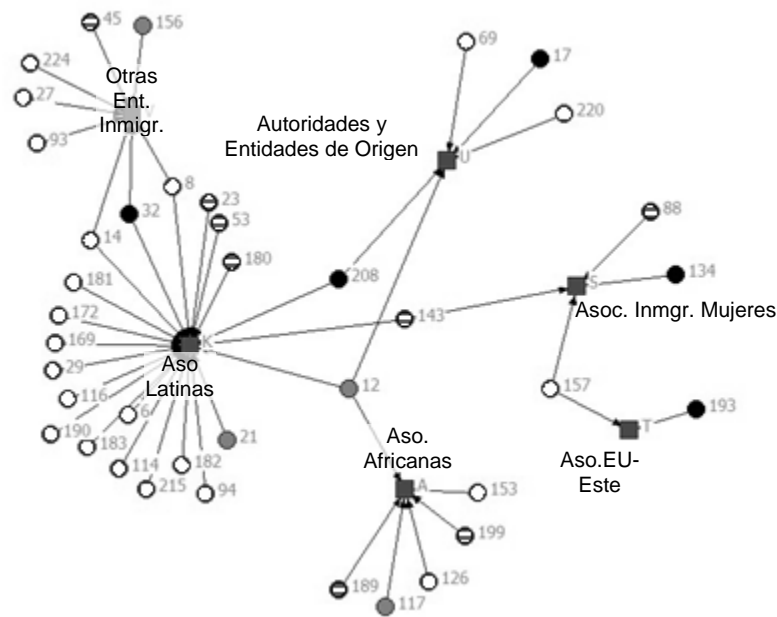 45
156
224
Otras
Ent.
Inmigr.
V
27
93
69
17
Autoridades y
Entidades de Origen
220
U
8
32
23
53
14
180
88
208
134
S
181
143
Asoc. Inmgr. Mujeres
172
169
K
Aso
Latinas
29
12
157
116
6
193
T
190
183
21
Aso.EU-
Este
114
182
Aso.
Africanas
215
94
A
153
199
189
126
117